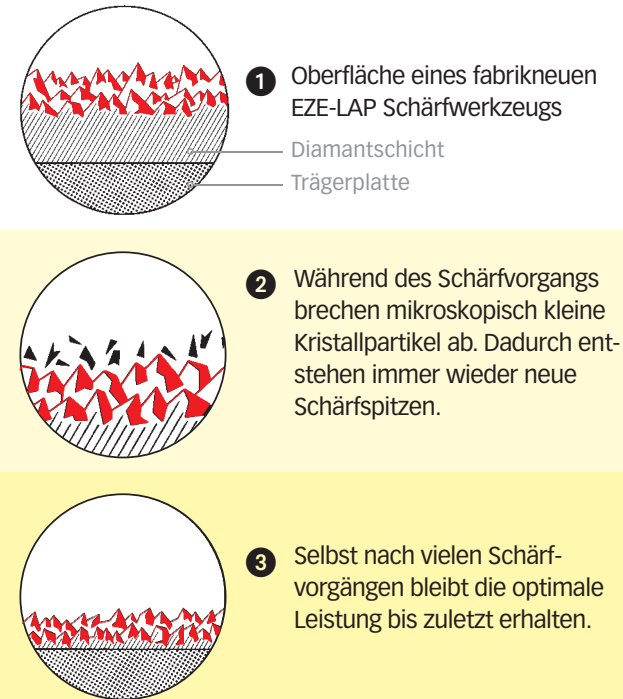 1 Oberfläche eines fabrikneuen
EZE-LAP Schärfwerkzeugs
Diamantschicht
Trägerplatte
2 Während des Schärfvorgangs
brechen mikroskopisch kleine
Kristallpartikel ab. Dadurch ent-
stehen immer wieder neue
Schärfspitzen.
3 Selbst nach vielen Schärf-
vorgängen bleibt die optimale
Leistung bis zuletzt erhalten.